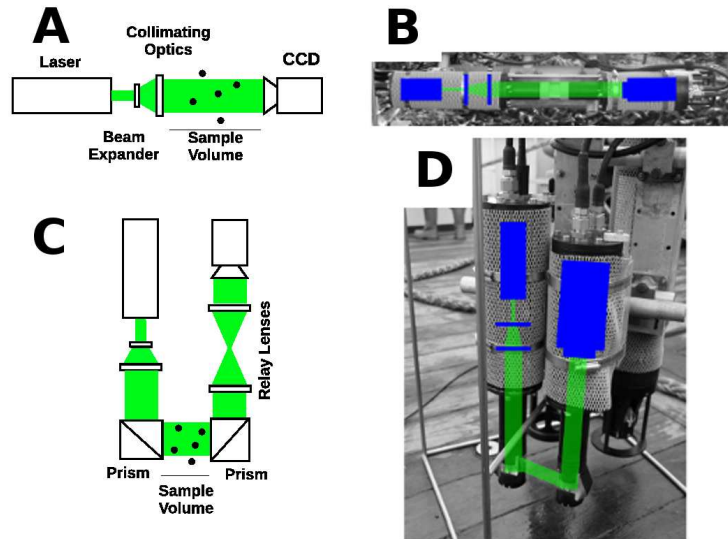 A
Collimating
Optics
Laser
CCD
Beam
Expander
Sample
Volume
B
C
Relay Lenses
Prism
Prism
Sample
Volume
D